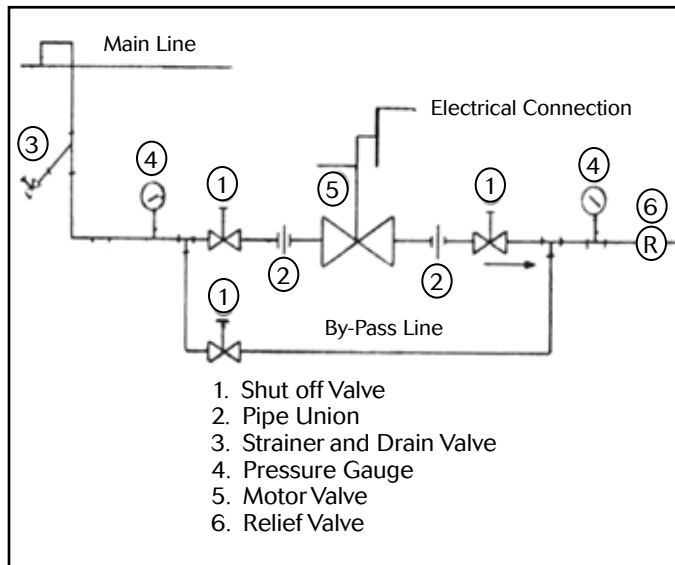 Main Line
Electrical Connection
3
4
1
5
1
4
6
R
2
2
1
By-Pass Line
1. Shut off Valve
2. Pipe Union
3. Strainer and Drain Valve
4. Pressure Gauge
5. Motor Valve
6. Relief Valve